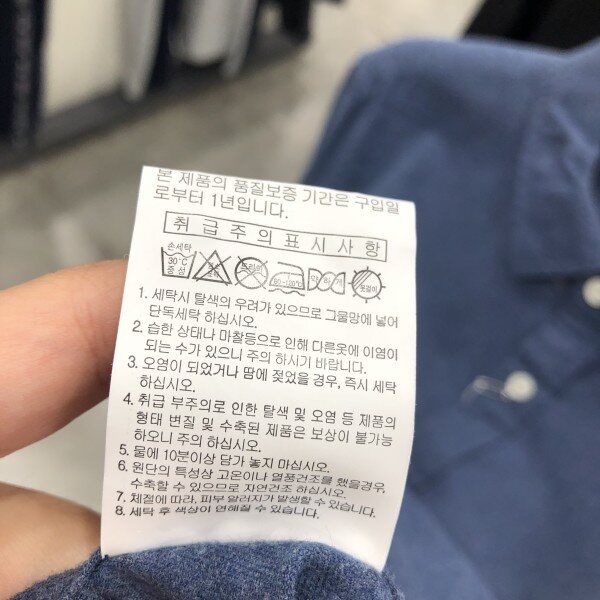 본 제품의 품질보증 기간은 구입일
로부터 1년입니다.
취급주의표시사항
손세탁
30℃
중성
80~120℃
약하게
옷걸이
1. 세탁시 탈색의 우려가 있으므로 그물망에 넣어
단독세탁 하십시오.
2. 습한 상태나 마찰등으로 인해 다른옷에 이염이
되는 수가 있으니 주의 하시기 바랍니다.
3. 오염이 되었거나 땀에 젖었을 경우, 즉시 세탁
하십시오.
4. 취급 부주의로 인한 탈색 및 오염 등 제품의
형태 변질 및 수축된 제품은 보상이 불가능
하오니 주의 하십시오.
5. 물에 10분이상 담가 놓지 마십시오.
6. 원단의 특성상 고온이나 열풍건조를 했을경우,
수축할 수 있으므로 자연건조 하십시오.
7. 체절에 따라, 피부 알러지가 발생할 수 있습니다.
8. 세탁 후 색상이 연해질 수 있습니다.